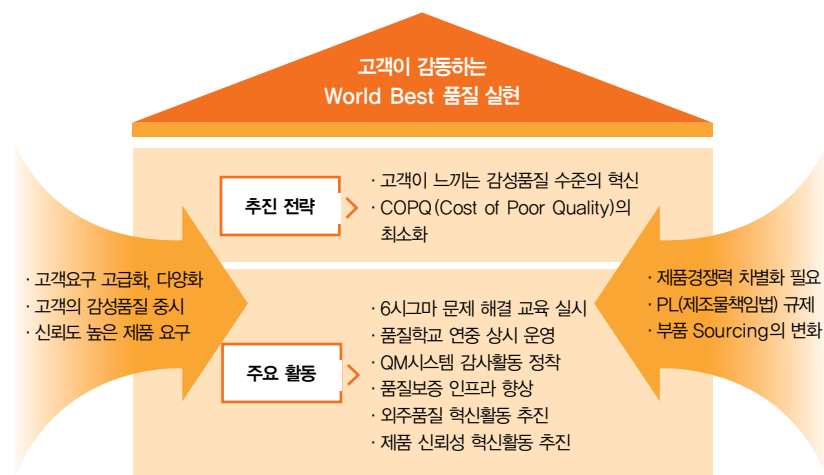 고객이 감동하는
World Best 품질 실현
추진 전략
· 고객이 느끼는 감성품질 수준의 혁신
· COPQ(Cost of Poor Quality)의
최소화
· 고객요구 고급화, 다양화
· 고객의 감성품질 중시
· 신뢰도 높은 제품 요구
주요 활동
· 6시그마 문제 해결 교육 실시
· 품질학교 연중 상시 운영
· QM시스템 감사활동 정착
· 품질보증 인프라 향상
· 외주품질 혁신활동 추진
· 제품 신뢰성 혁신활동 추진
· 제품경쟁력 차별화 필요
· PL(제조물책임법) 규제
· 부품 Sourcing의 변화